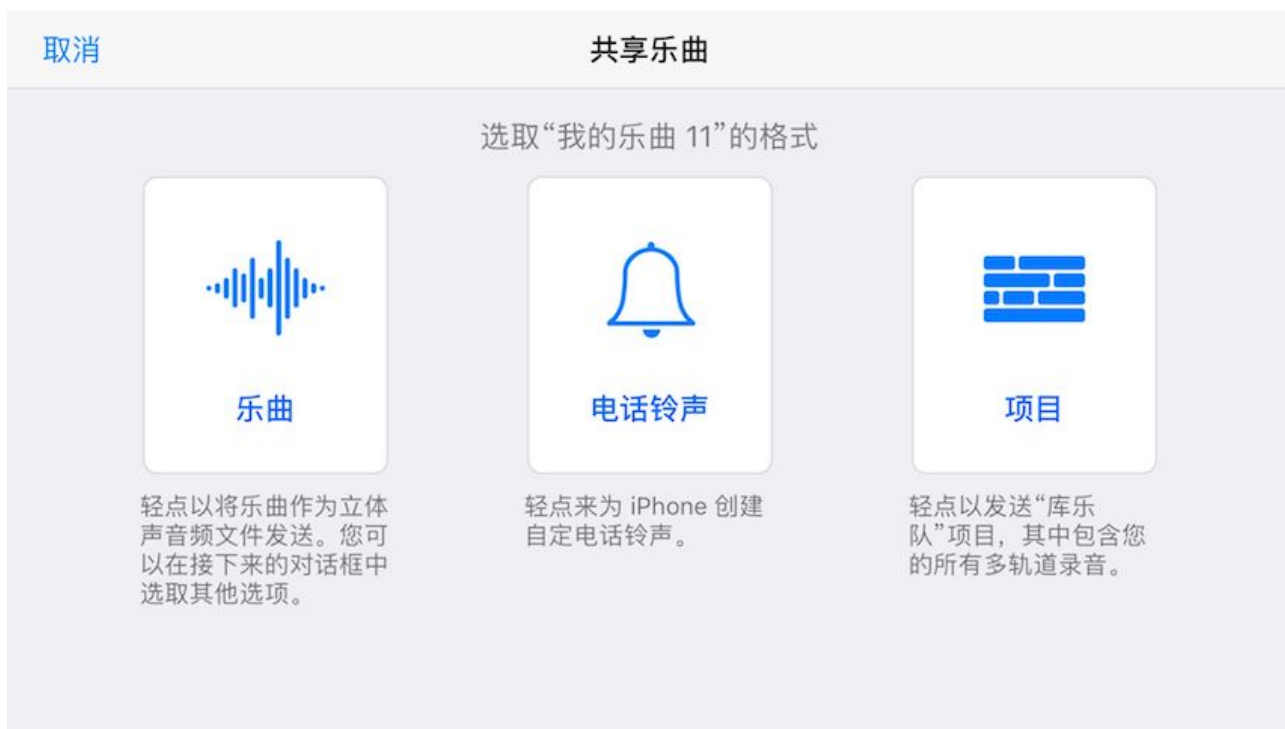 取消
共享乐曲
选取“我的乐曲 11”的格式
乐曲
电话铃声
项目
轻点以将乐曲作为立体
声音频文件发送。您可
以在接下来的对话框中
选取其他选项。
轻点来为 iPhone 创建
自定电话铃声。
轻点以发送“库乐
队”项目，其中包含您
的所有多轨道录音。